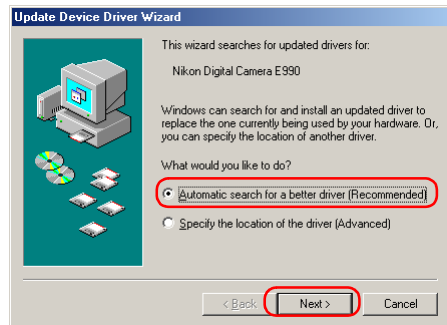 Update Device Driver Wizard
This wizard searches for updated drivers for:
Nikon Digital Camera E990
Windows can search for and install an updated driver to
replace the one currently being used by your hardware. Or,
you can specify the location of another driver.
What would you like to do?
Automatic search for a better driver (Recommended)
Specify the location of the driver (Advanced)
< Back Next > Cancel